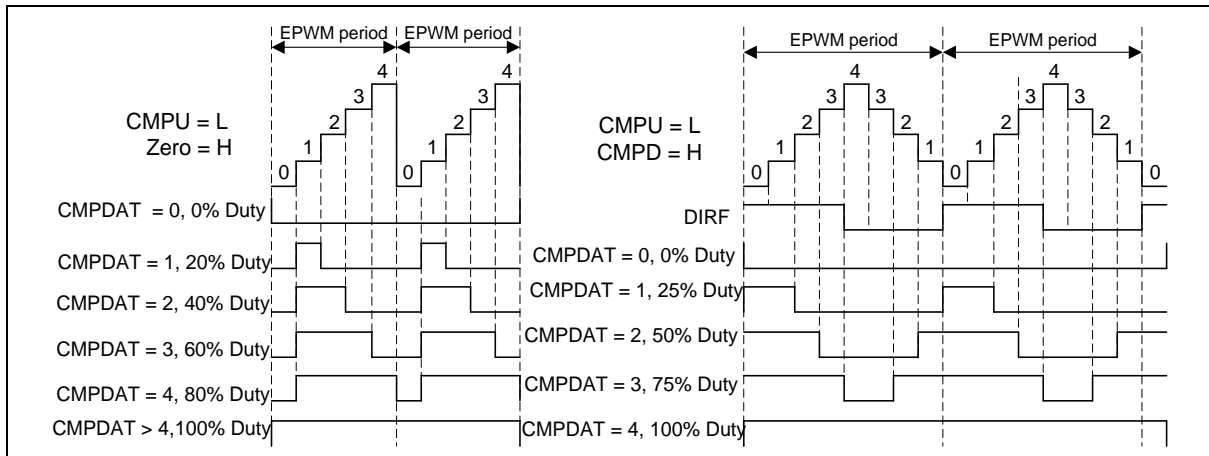 EPWM period
EPWM period
4
4
3
3
2
2
1
1
0
0
CMPU = L
Zero = H
CMPDAT = 0, 0% Duty
CMPDAT = 1, 20% Duty
CMPDAT = 2, 40% Duty
CMPDAT = 3, 60% Duty
CMPDAT = 4, 80% Duty
CMPDAT > 4,100% Duty
EPWM period
EPWM period
4
4
3
3
3
3
2
2
2
2
1
1
1
1
0
0
0
CMPU = L
CMPD = H
DIRF
CMPDAT = 0, 0% Duty
CMPDAT = 1, 25% Duty
CMPDAT = 2, 50% Duty
CMPDAT = 3, 75% Duty
CMPDAT = 4, 100% Duty